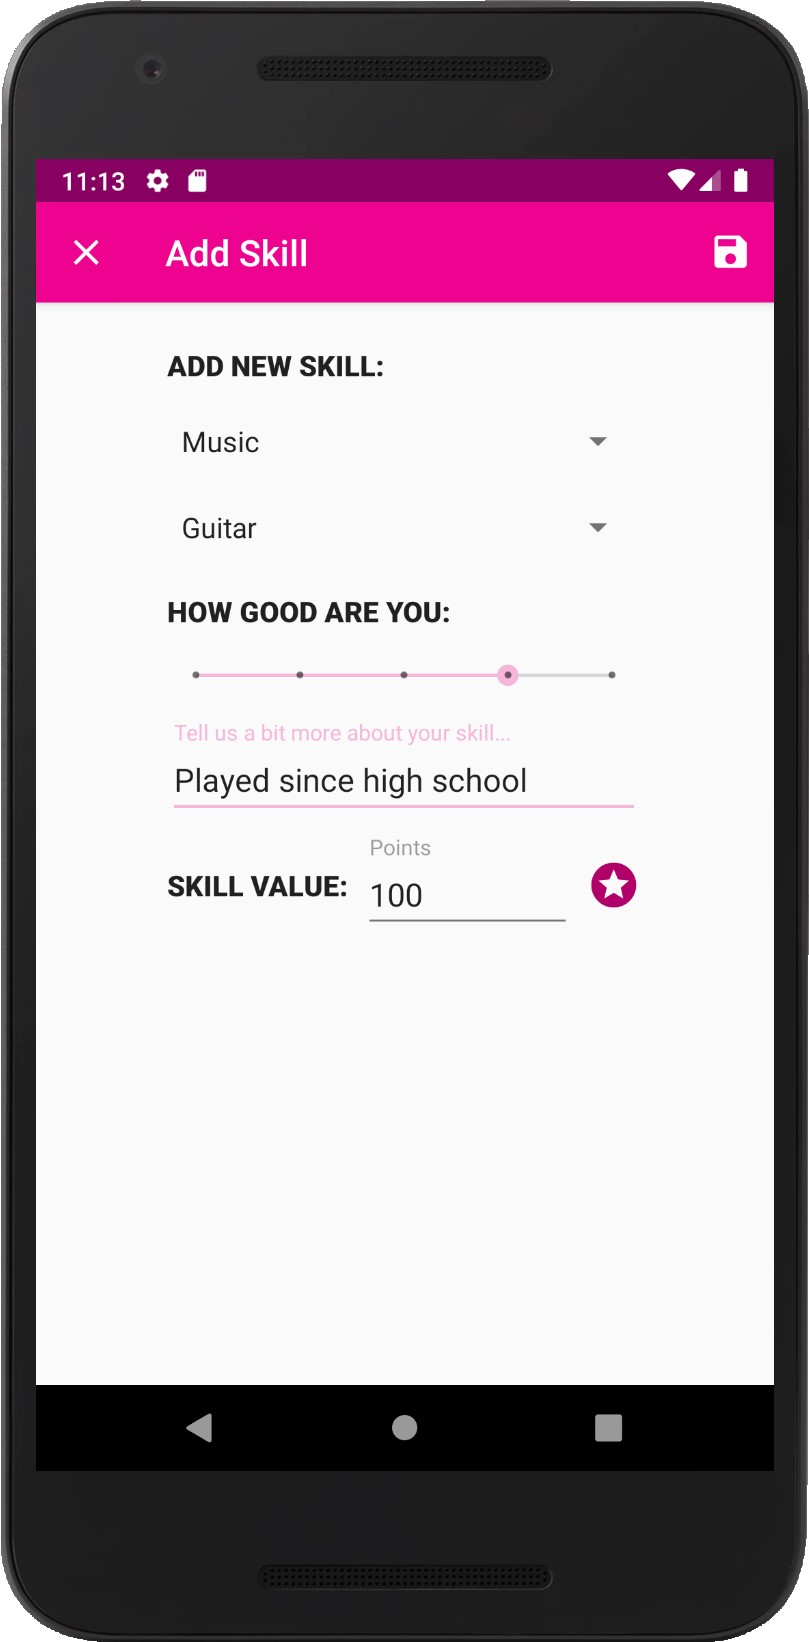 11:13
Add Skill
ADD NEW SKILL:
Music
Guitar
HOW GOOD ARE YOU:
Tell us a bit more about your skill...
Played since high school
Points
SKILL VALUE: 100